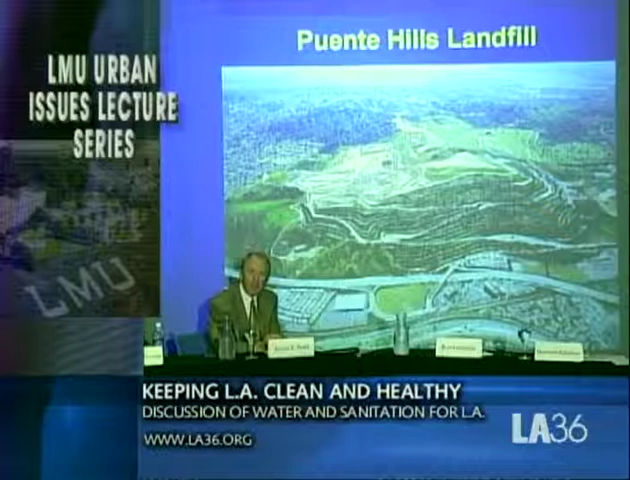 Puente Hills Landfill
LMU URBAN
ISSUES LECTURE
SERIES
LMU
KEEPING L.A. CLEAN AND HEALTHY
DISCUSSION OF WATER AND SANITATION FOR L.A.
WWW.LA36.ORG
LA36